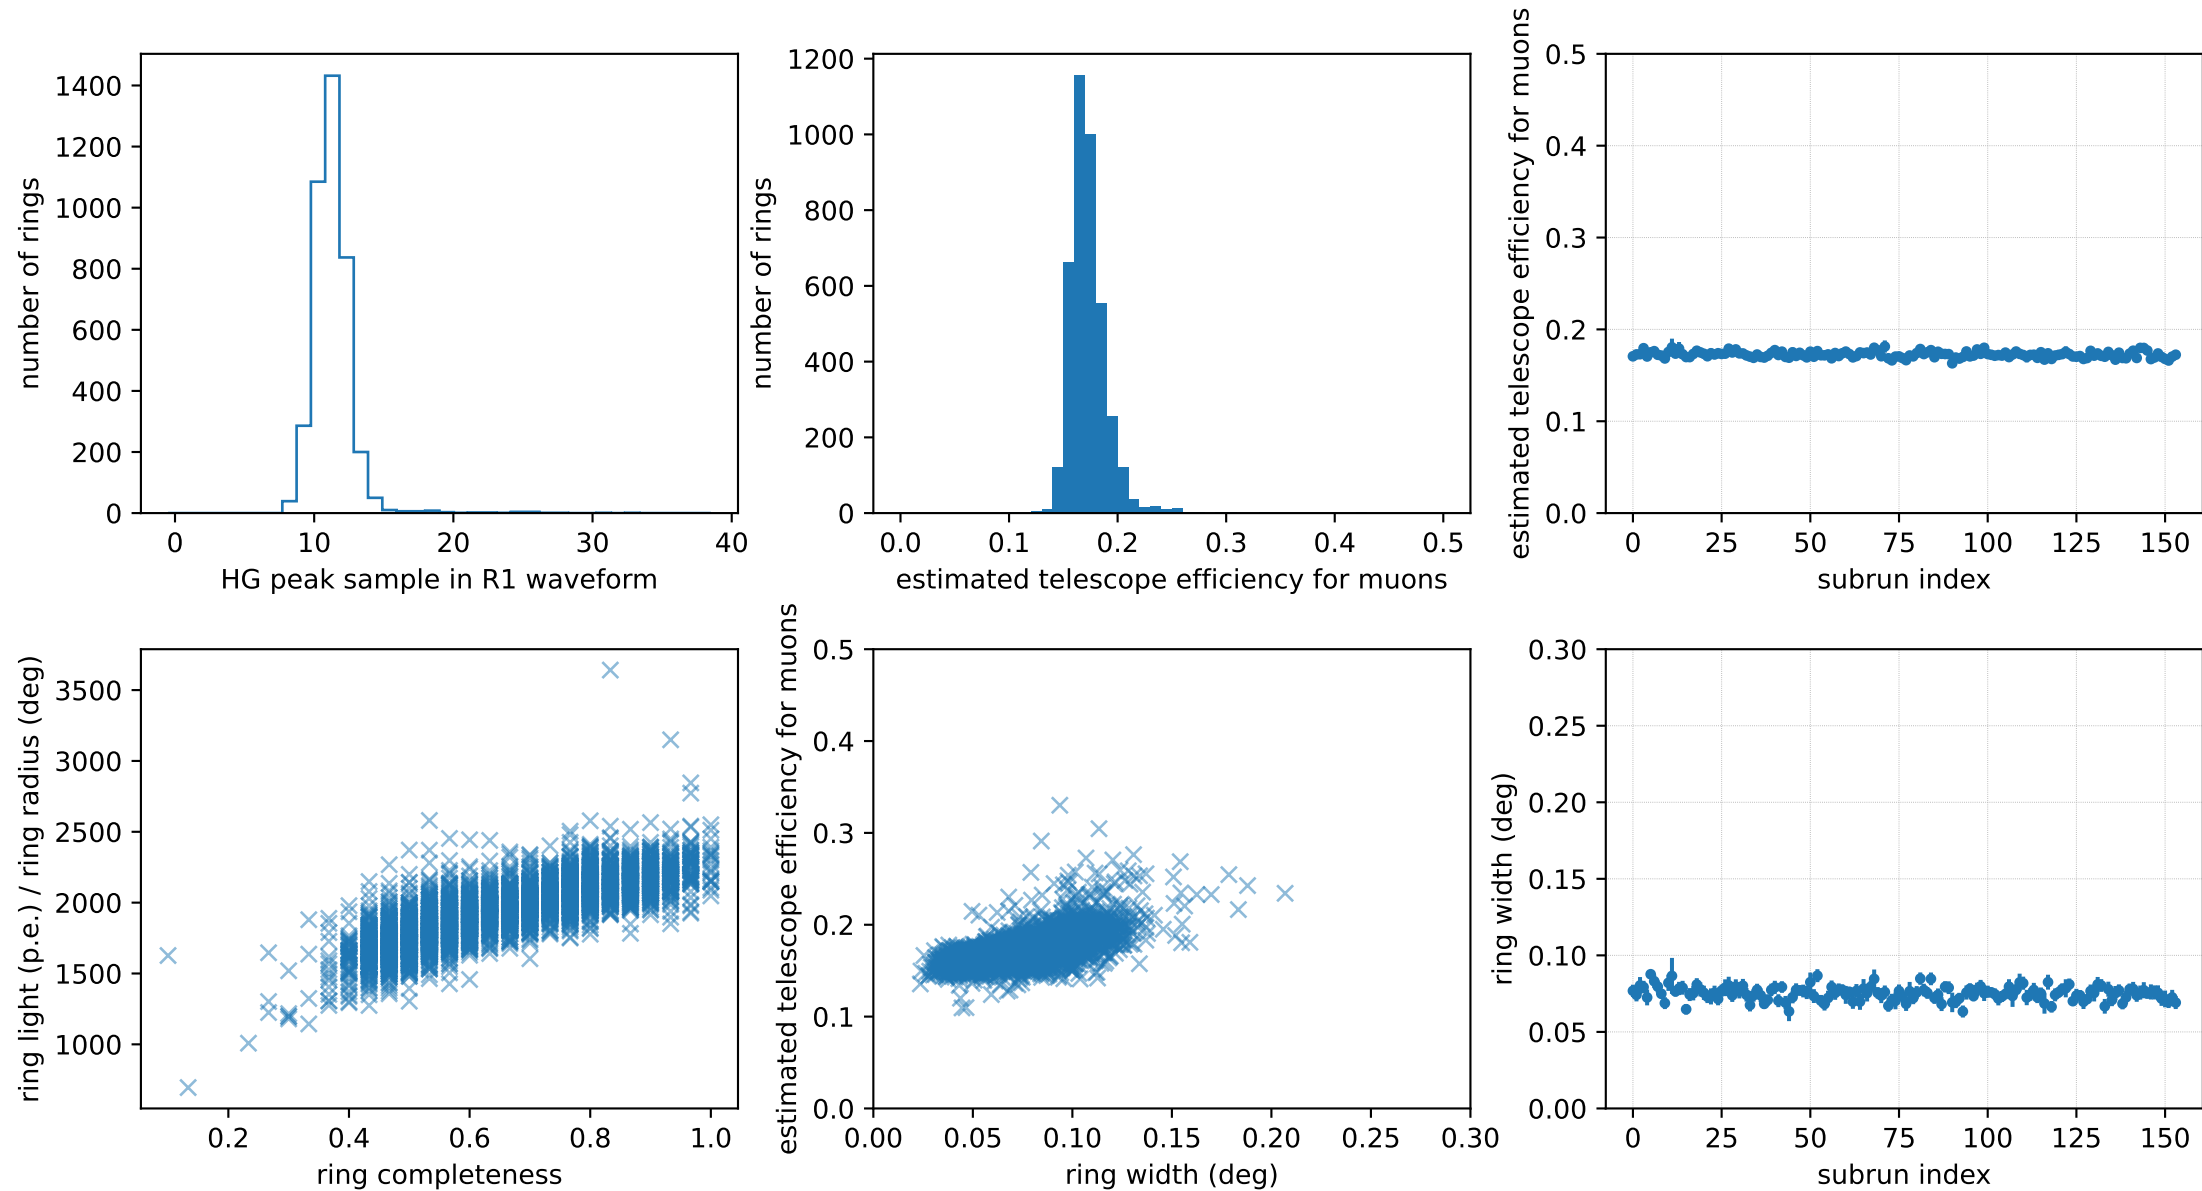 1400
1200
1000
800
600
400
200
0
number of rings
0 10 20 30 40
HG peak sample in R1 waveform
1200
1000
800
600
400
200
0
number of rings
0.0 0.1 0.2 0.3 0.4 0.5
estimated telescope efficiency for muons
0.5
0.4
0.3
0.2
0.1
0.0
estimated telescope efficiency for muons
0 25 50 75 100 125 150
subrun index
3500
3000
2500
2000
1500
1000
ring light (p.e.) / ring radius (deg)
0.2 0.4 0.6 0.8 1.0
ring completeness
0.5
0.4
0.3
0.2
0.1
0.0
estimated telescope efficiency for muons
0.00 0.05 0.10 0.15 0.20 0.25 0.30
ring width (deg)
0.30
0.25
0.20
0.15
0.10
0.05
0.00
ring width (deg)
0 25 50 75 100 125 150
subrun index